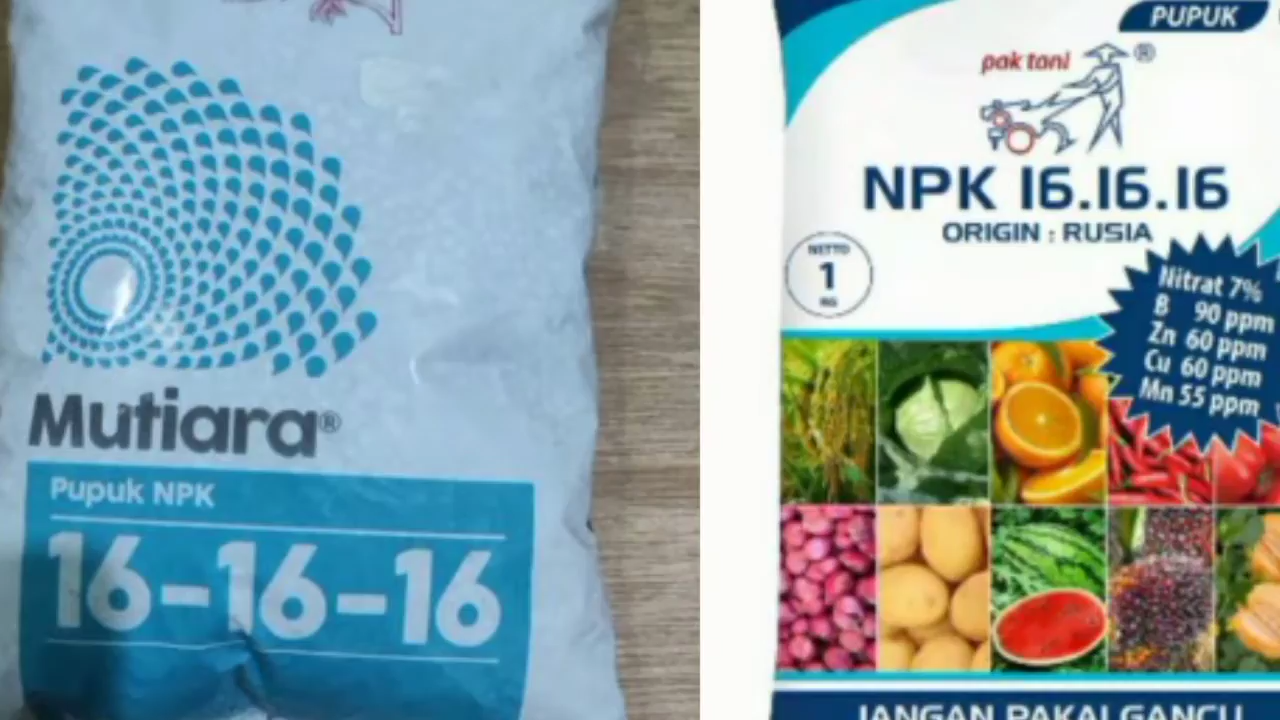 Mutiara®
Pupuk NPK
16-16-16
PUPUK
pak tani ®
NPK 16.16.16
ORIGIN : RUSIA
NETTO
1
KG
Nitrat 7%
B 90 ppm
Zn 60 ppm
Cu 60 ppm
Mn 55 ppm
JANGAN PAKAI GANCU